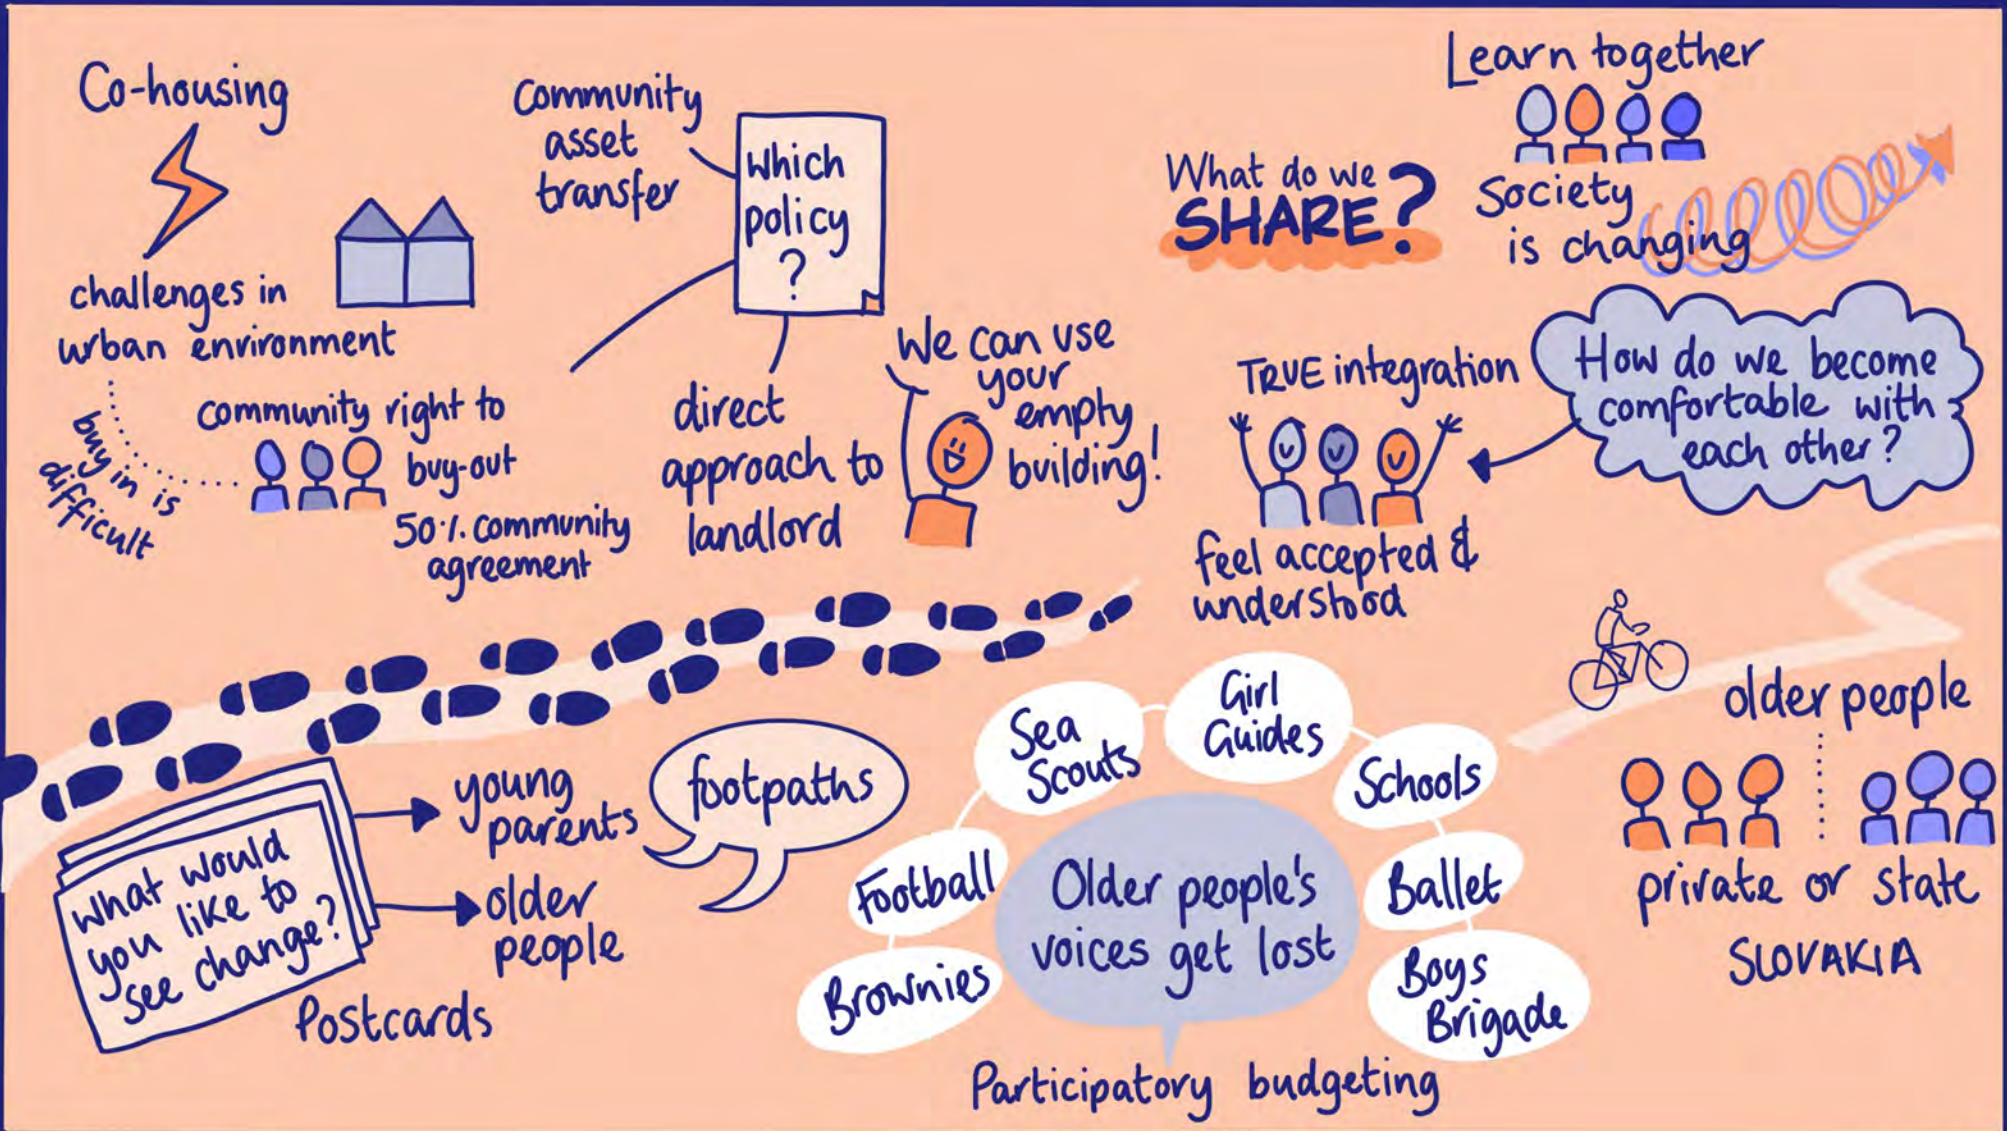 Co-housing
challenges in
urban environment
buy in is
difficult
community right to
buy-out
50% community
agreement
Community
asset
transfer
Which
policy
?
direct
approach to
landlord
We can use
your
empty
building!
What do we
SHARE?
Learn together
Society
is changing
TRUE integration
feel accepted &
understood
How do we become
comfortable with
each other?
What would
you like to
see change?
Postcards
young
parents
older
people
footpaths
Brownies
Football
Sea
Scouts
Girl
Guides
Schools
Ballet
Boys
Brigade
Older people's
voices get lost
Participatory budgeting
older people
private or state
SLOVAKIA